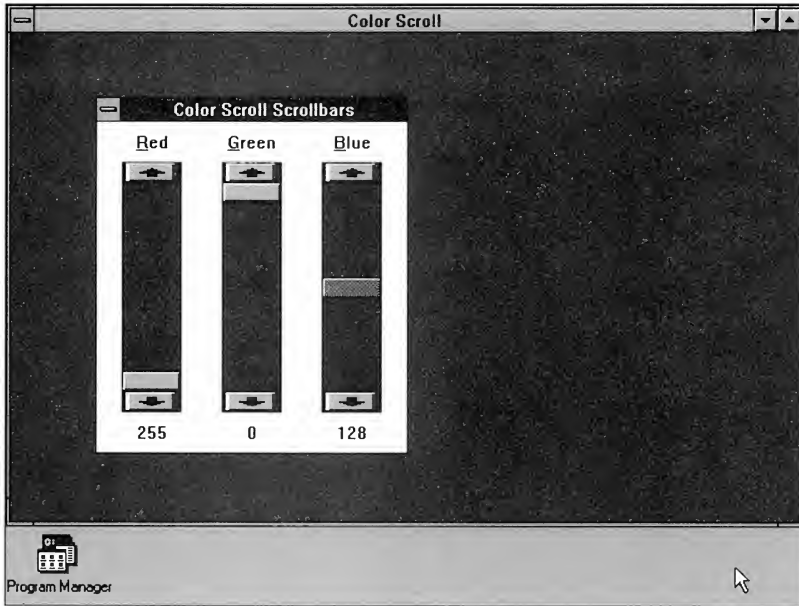 Color Scroll
Color Scroll Scrollbars
Red Green Blue
255 0 128
Program Manager